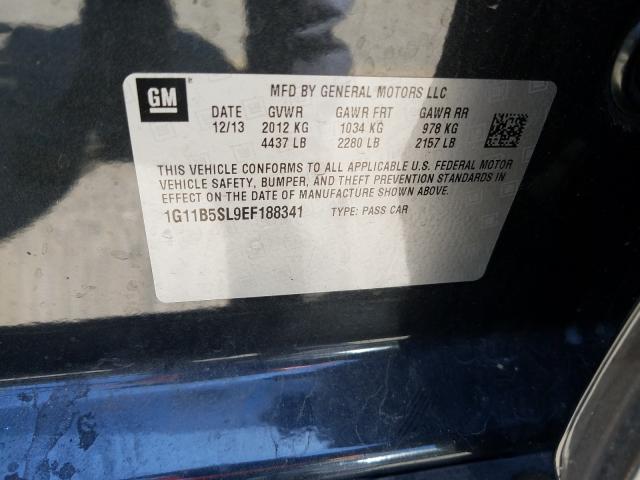 GM
MFD BY GENERAL MOTORS LLC
DATE GVWR GAWR FRT GAWR RR
12/13 2012 KG 1034 KG 978 KG
4437 LB 2280 LB 2157 LB
THIS VEHICLE CONFORMS TO ALL APPLICABLE U.S. FEDERAL MOTOR
VEHICLE SAFETY, BUMPER, AND THEFT PREVENTION STANDARDS
IN EFFECT ON THE DATE OF MANUFACTURE SHOWN ABOVE.
1G11B5SL9EF188341 TYPE: PASS CAR